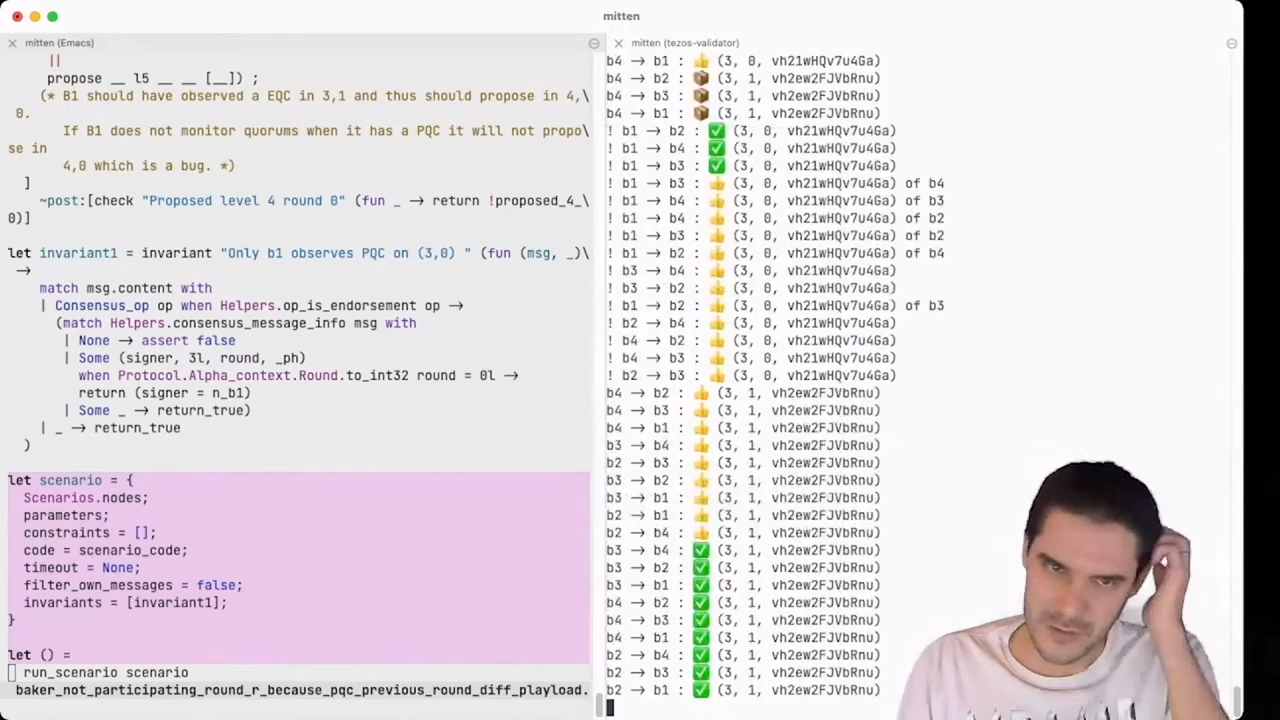 mitten
mitten (Emacs)
||
propose __ l5 __ __ [__]) ;
(* B1 should have observed a EQC in 3,1 and thus should propose in 4,\
0.
If B1 does not monitor quorums when it has a PQC it will not propo\
se in
4,0 which is a bug. *)
]
~post:[check "Proposed level 4 round 0" (fun _ → return !proposed_4_\
0)]
let invariant1 = invariant "Only b1 observes PQC on (3,0) " (fun (msg, _)\
→
match msg.content with
| Consensus_op op when Helpers.op_is_endorsement op →
(match Helpers.consensus_message_info msg with
| None → assert false
| Some (signer, 3l, round, _ph)
when Protocol.Alpha_context.Round.to_int32 round = 0l →
return (signer = n_b1)
| Some _ → return_true)
| _ → return_true
)
let scenario = {
Scenarios.nodes;
parameters;
constraints = [];
code = scenario_code;
timeout = None;
filter_own_messages = false;
invariants = [invariant1];
}
let () =
run_scenario scenario
baker_not_participating_round_r_because_pqc_previous_round_diff_playload.
mitten (tezos-validator)
b4 → b1 : 👍 (3, 0, vh21wHQv7u4Ga)
b4 → b2 : 📦 (3, 1, vh2ew2FJVbRnu)
b4 → b3 : 📦 (3, 1, vh2ew2FJVbRnu)
b4 → b1 : 📦 (3, 1, vh2ew2FJVbRnu)
! b1 → b2 : ✅ (3, 0, vh21wHQv7u4Ga)
! b1 → b4 : ✅ (3, 0, vh21wHQv7u4Ga)
! b1 → b3 : ✅ (3, 0, vh21wHQv7u4Ga)
! b1 → b3 : 👍 (3, 0, vh21wHQv7u4Ga) of b4
! b1 → b4 : 👍 (3, 0, vh21wHQv7u4Ga) of b3
! b1 → b4 : 👍 (3, 0, vh21wHQv7u4Ga) of b2
! b1 → b3 : 👍 (3, 0, vh21wHQv7u4Ga) of b2
! b1 → b2 : 👍 (3, 0, vh21wHQv7u4Ga) of b4
! b3 → b4 : 👍 (3, 0, vh21wHQv7u4Ga)
! b3 → b2 : 👍 (3, 0, vh21wHQv7u4Ga)
! b1 → b2 : 👍 (3, 0, vh21wHQv7u4Ga) of b3
! b2 → b4 : 👍 (3, 0, vh21wHQv7u4Ga)
! b4 → b2 : 👍 (3, 0, vh21wHQv7u4Ga)
! b4 → b3 : 👍 (3, 0, vh21wHQv7u4Ga)
! b2 → b3 : 👍 (3, 0, vh21wHQv7u4Ga)
b4 → b2 : 👍 (3, 1, vh2ew2FJVbRnu)
b4 → b3 : 👍 (3, 1, vh2ew2FJVbRnu)
b4 → b1 : 👍 (3, 1, vh2ew2FJVbRnu)
b3 → b4 : 👍 (3, 1, vh2ew2FJVbRnu)
b2 → b3 : 👍 (3, 1, vh2ew2FJVbRnu)
b3 → b2 : 👍 (3, 1, vh2ew2FJVbRnu)
b3 → b1 : 👍 (3, 1, vh2ew2FJVbRnu)
b2 → b1 : 👍 (3, 1, vh2ew2FJVbRnu)
b2 → b4 : 👍 (3, 1, vh2ew2FJVbRnu)
b3 → b4 : ✅ (3, 1, vh2ew2FJVbRnu)
b3 → b2 : ✅ (3, 1, vh2ew2FJVbRnu)
b3 → b1 : ✅ (3, 1, vh2ew2FJVbRnu)
b4 → b2 : ✅ (3, 1, vh2ew2FJVbRnu)
b4 → b3 : ✅ (3, 1, vh2ew2FJVbRnu)
b4 → b1 : ✅ (3, 1, vh2ew2FJVbRnu)
b2 → b4 : ✅ (3, 1, vh2ew2FJVbRnu)
b2 → b3 : ✅ (3, 1, vh2ew2FJVbRnu)
b2 → b1 : ✅ (3, 1, vh2ew2FJVbRnu)